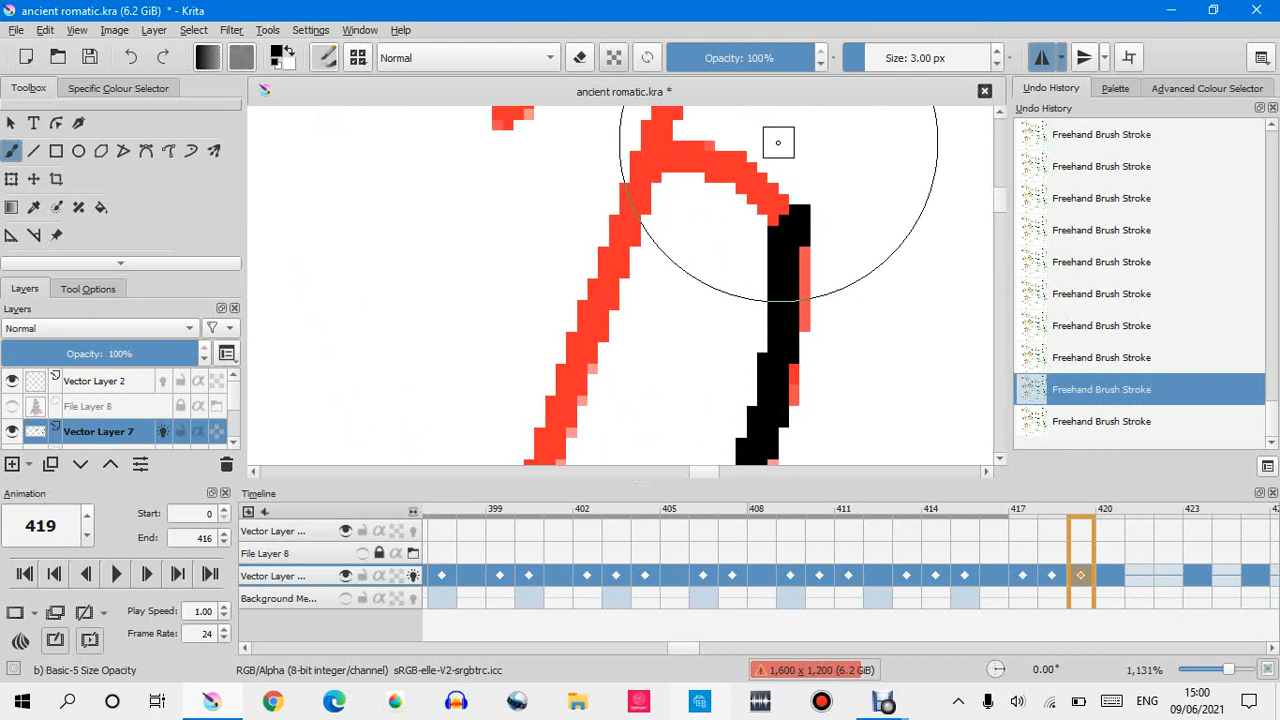 ancient romatic.kra (6.2 GiB) * - Krita
File Edit View Image Layer Select Filter Tools Settings Window Help
Normal Opacity: 100% Size: 3.00 px
Toolbox Specific Colour Selector
ancient romatic.kra *
Undo History Palette Advanced Colour Selector
Undo History
Freehand Brush Stroke
Freehand Brush Stroke
Freehand Brush Stroke
Freehand Brush Stroke
Freehand Brush Stroke
Freehand Brush Stroke
Freehand Brush Stroke
Freehand Brush Stroke
Freehand Brush Stroke
Freehand Brush Stroke
Layers Tool Options
Layers
Normal
Opacity: 100%
Vector Layer 2
File Layer 8
Vector Layer 7
Animation
419 Start: 0
End: 416
Play Speed: 1.00
Frame Rate: 24
Timeline
399 402 405 408 411 414 417 420 423 42
Vector Layer ...
File Layer 8
Vector Layer ...
Background Me...
b) Basic-5 Size Opacity RGB/Alpha (8-bit integer/channel) sRGB-elle-V2-srgbtrc.icc 1,600 x 1,200 (6.2 GiB) 0.00° 1,131%
ENG 15:00
09/06/2021